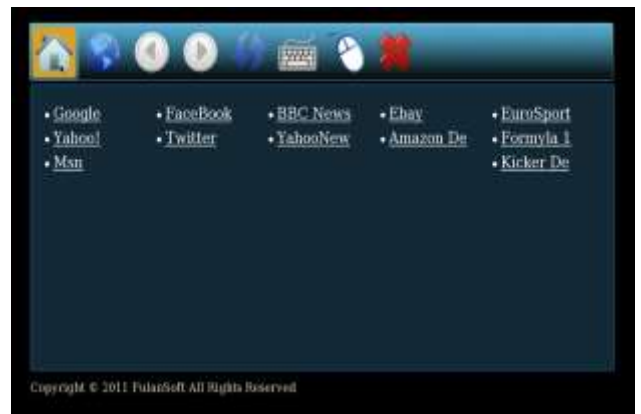 • Google • FaceBook • BBC News • Ebay • EuroSport
• Yahoo! • Twitter • YahooNew • Amazon De • Formyla 1
• Msn • Kicker De
Copyright © 2011 FulanSoft All Rights Reserved